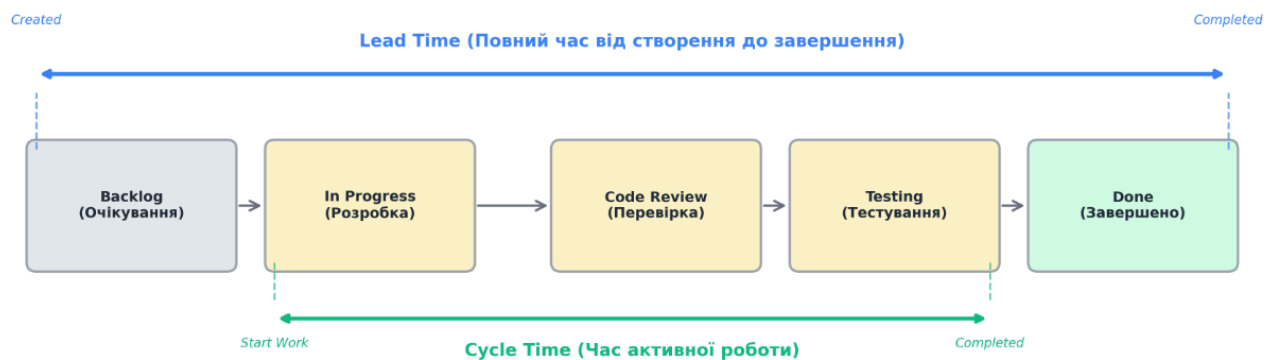 Created
Completed
Lead Time (Повний час від створення до завершення)
Backlog
(Очікування)
In Progress
(Розробка)
Code Review
(Перевірка)
Testing
(Тестування)
Done
(Завершено)
Start Work
Completed
Cycle Time (Час активної роботи)